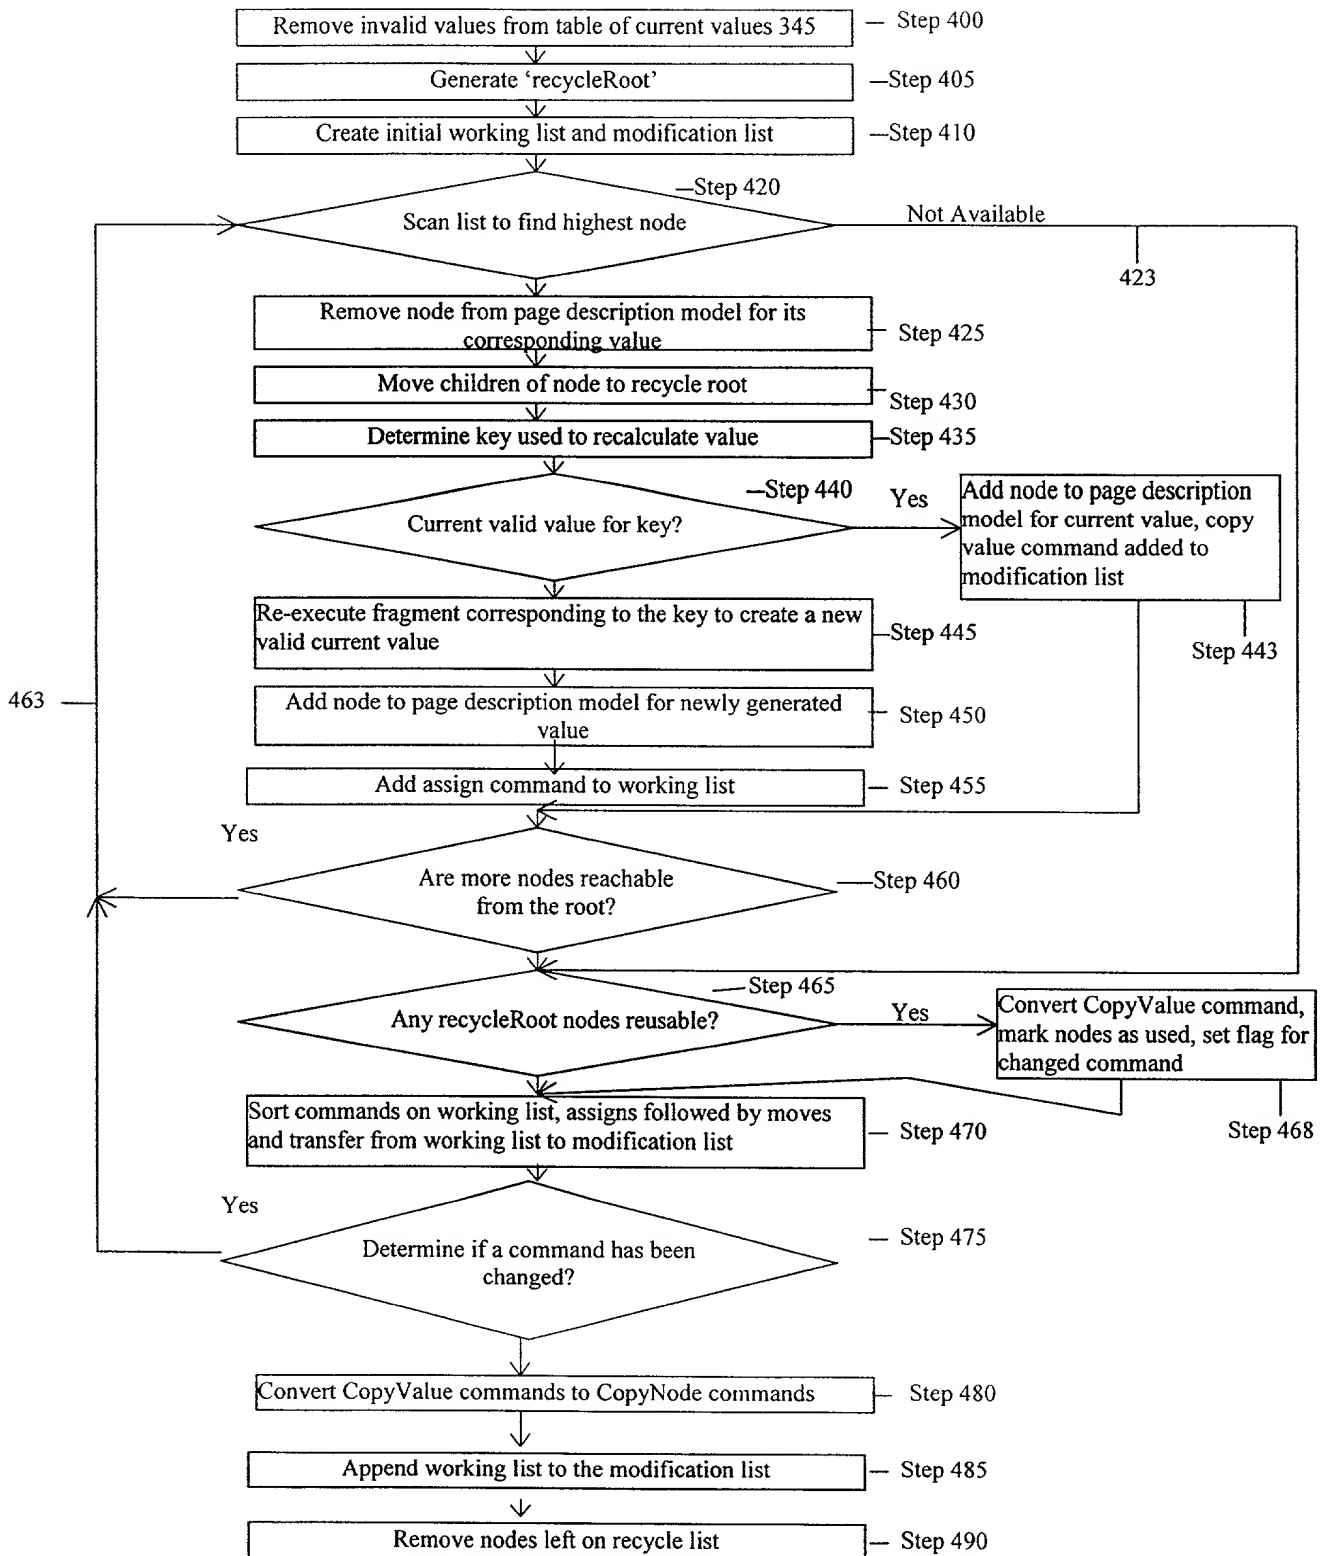 Remove invalid values from table of current values 345
— Step 400
Generate ‘recycleRoot’
—Step 405
Create initial working list and modification list
—Step 410
—Step 420
Scan list to find highest node
Not Available
423
Remove node from page description model for its
corresponding value
Step 425
Move children of node to recycle root
Step 430
Determine key used to recalculate value
—Step 435
—Step 440
Current valid value for key?
Yes
Add node to page description
model for current value, copy
value command added to
modification list
Step 443
Re-execute fragment corresponding to the key to create a new
valid current value
—Step 445
463
Add node to page description model for newly generated
value
Step 450
Add assign command to working list
— Step 455
Yes
Are more nodes reachable
from the root?
—Step 460
— Step 465
Any recycleRoot nodes reusable?
Yes
Convert CopyValue command,
mark nodes as used, set flag for
changed command
Step 468
Sort commands on working list, assigns followed by moves
and transfer from working list to modification list
— Step 470
Yes
Determine if a command has been
changed?
— Step 475
Convert CopyValue commands to CopyNode commands
— Step 480
Append working list to the modification list
— Step 485
Remove nodes left on recycle list
— Step 490